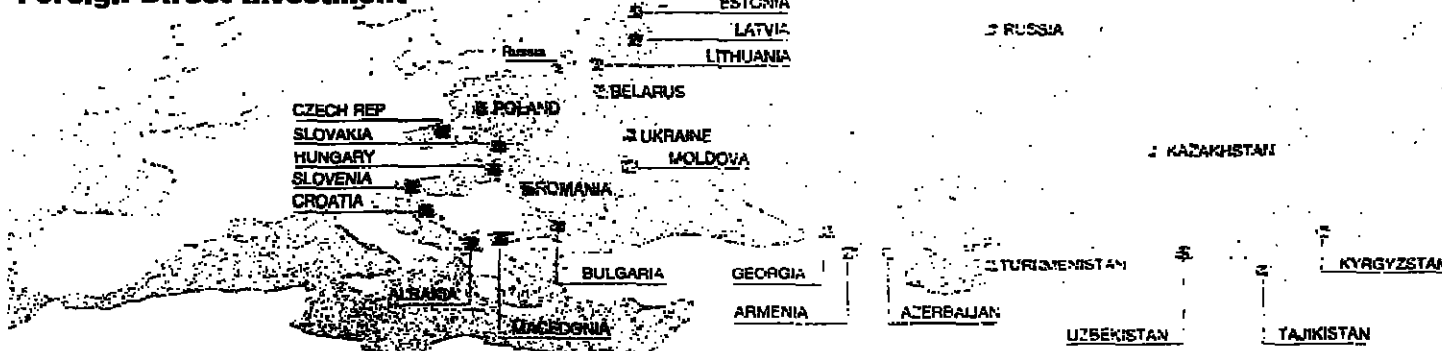 Foreign Direct Investment
ESTONIA
LATVIA
RUSSIA
Russia
LITHUANIA
BELARUS
CZECH REP
POLAND
SLOVAKIA
UKRAINE
HUNGARY
MOLDOVA
KAZAKHSTAN
SLOVENIA
ROMANIA
CROATIA
BULGARIA
GEORGIA
TURKMENISTAN
KYRGYZSTAN
ALBANIA
ARMENIA
AZERBAIJAN
MACEDONIA
UZBEKISTAN
TAJIKISTAN